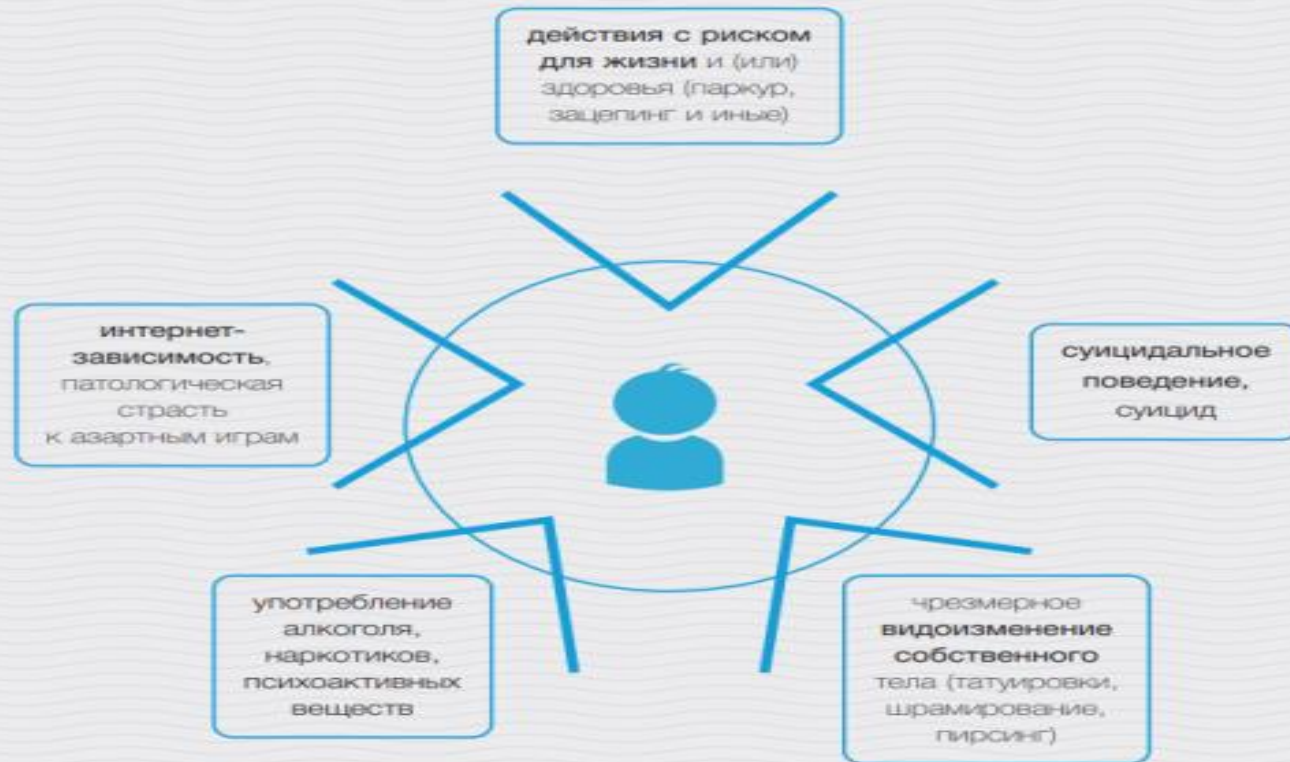 действия с риском
для жизни и (или)
здоровья (паркур,
зацепинг и иные)
интернет-
зависимость,
патологическая
страсть
к азартным играм
суицидальное
поведение,
суицид
употребление
алкоголя,
наркотиков,
психоактивных
веществ
чрезмерное
видоизменение
собственного
тела (татуировки,
шрамирование,
пирсинг)